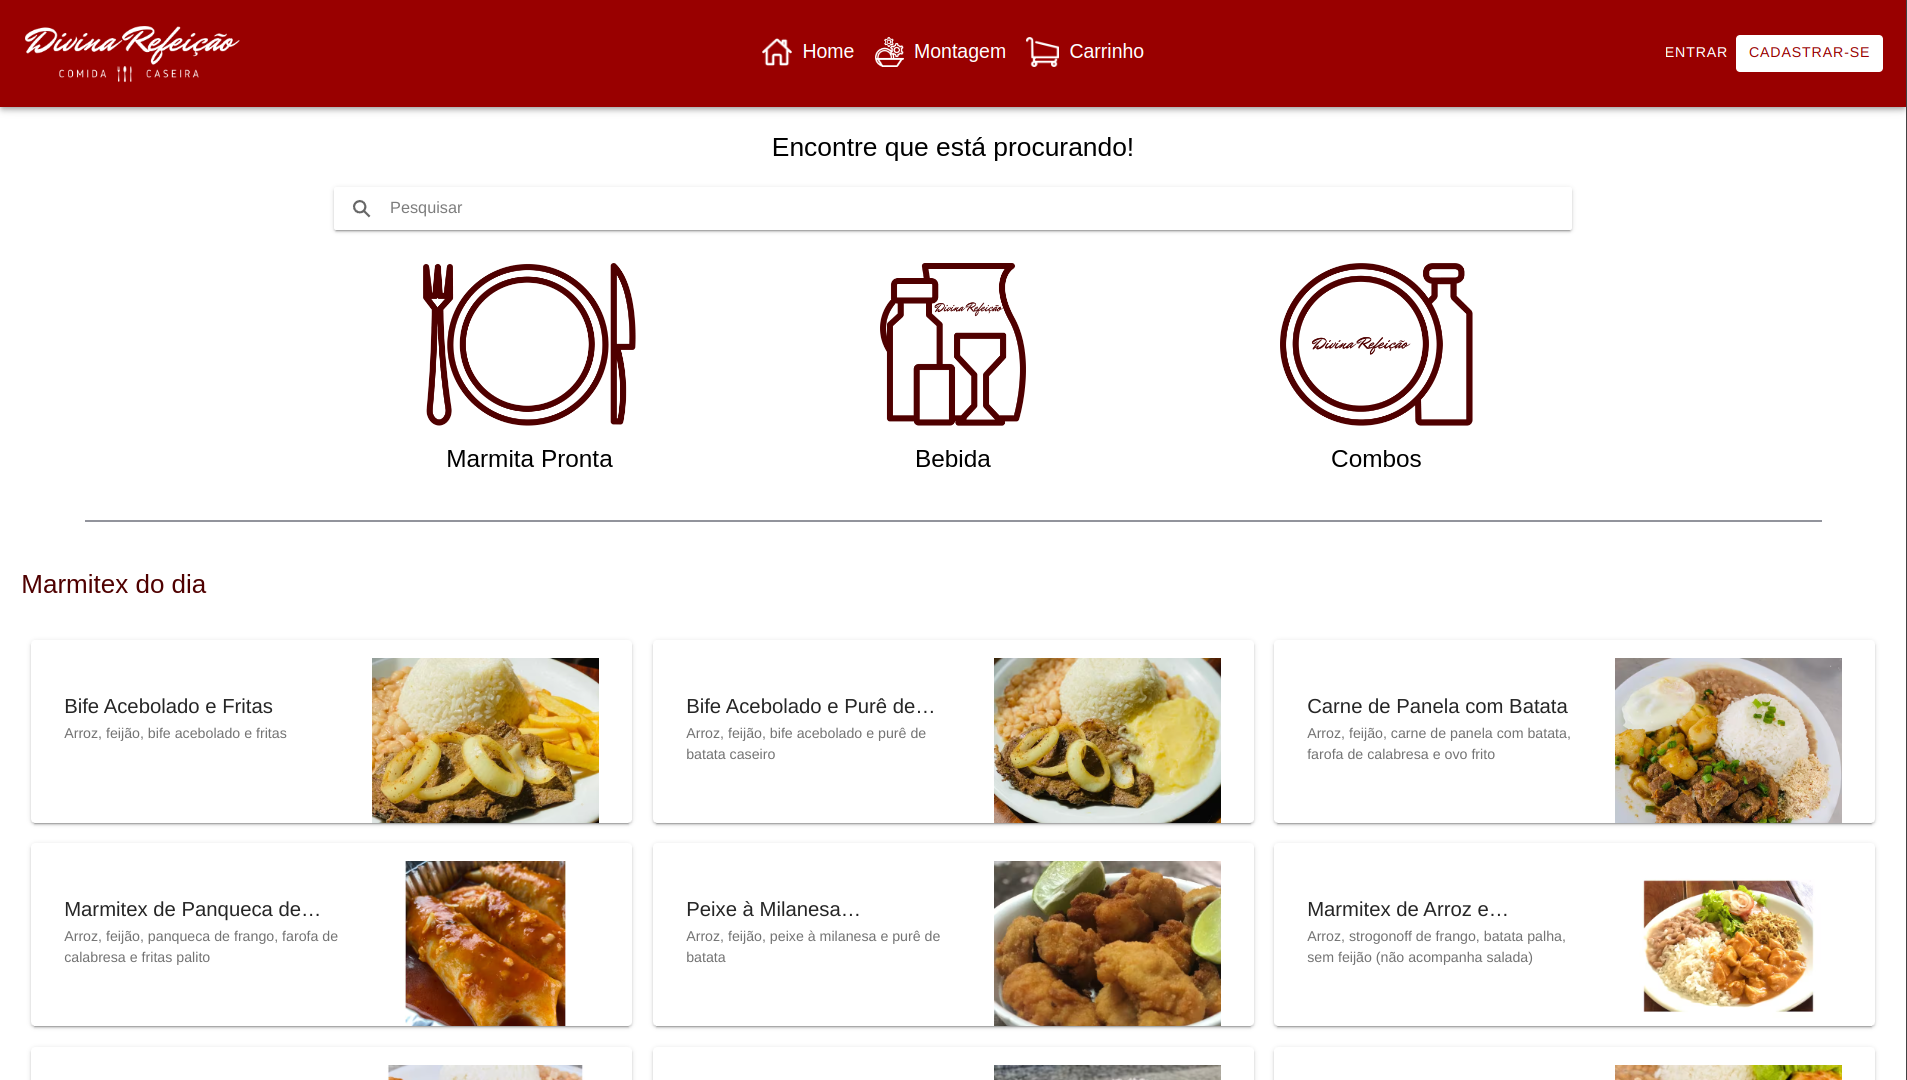 Divina Refeição
COMIDA CASEIRA
Home
Montagem
Carrinho
ENTRAR
CADASTRAR-SE
Encontre que está procurando!
Pesquisar
Divina Refeição
Divina Refeição
Marmita Pronta
Bebida
Combos
Marmitex do dia
Bife Acebolado e Fritas
Arroz, feijão, bife acebolado e fritas
Bife Acebolado e Purê de…
Arroz, feijão, bife acebolado e purê de
batata caseiro
Carne de Panela com Batata
Arroz, feijão, carne de panela com batata,
farofa de calabresa e ovo frito
Marmitex de Panqueca de…
Arroz, feijão, panqueca de frango, farofa de
calabresa e fritas palito
Peixe à Milanesa…
Arroz, feijão, peixe à milanesa e purê de
batata
Marmitex de Arroz e…
Arroz, strogonoff de frango, batata palha,
sem feijão (não acompanha salada)